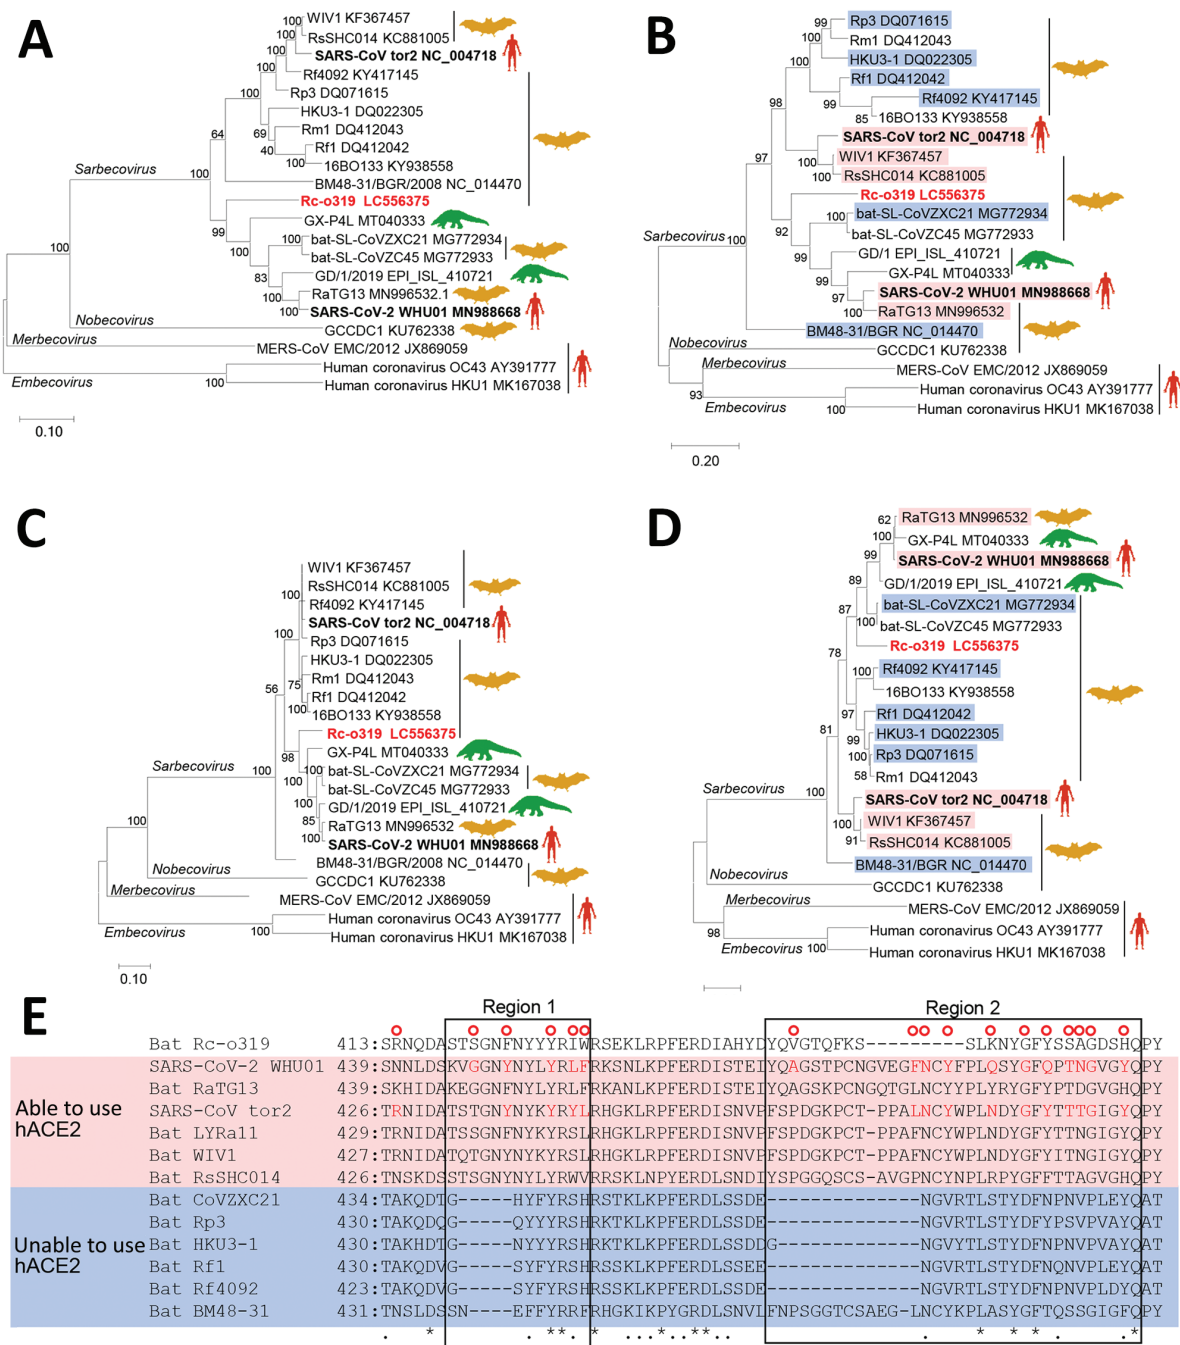 A
WIV1 KF367457
RsSHC014 KC881005
SARS-CoV tor2 NC_004718
Rf4092 KY417145
Rp3 DQ071615
HKU3-1 DQ022305
Rm1 DQ412043
Rf1 DQ412042
16BO133 KY938558
BM48-31/BGR/2008 NC_014470
Rc-o319 LC556375
GX-P4L MT040333
bat-SL-CoVZXC21 MG772934
bat-SL-CoVZC45 MG772933
GD/1/2019 EPI_ISL_410721
RaTG13 MN996532.1
SARS-CoV-2 WHU01 MN988668
GCCDC1 KU762338
MERS-CoV EMC/2012 JX869059
Human coronavirus OC43 AY391777
Human coronavirus HKU1 MK167038
Sarbecovirus
Nobecovirus
Merbecovirus
Embecovirus
100
100
100
100
100
100
69
40
100
64
99
100
100
83
100
100
100
100
0.10
B
Rp3 DQ071615
Rm1 DQ412043
HKU3-1 DQ022305
Rf1 DQ412042
Rf4092 KY417145
16BO133 KY938558
SARS-CoV tor2 NC_004718
WIV1 KF367457
RsSHC014 KC881005
Rc-o319 LC556375
bat-SL-CoVZXC21 MG772934
bat-SL-CoVZC45 MG772933
GD/1 EPI_ISL_410721
GX-P4L MT040333
SARS-CoV-2 WHU01 MN988668
RaTG13 MN996532
BM48-31/BGR NC_014470
GCCDC1 KU762338
MERS-CoV EMC/2012 JX869059
Human coronavirus OC43 AY391777
Human coronavirus HKU1 MK167038
Sarbecovirus
Nobecovirus
Merbecovirus
Embecovirus
99
100
99
85
98
100
100
97
92
100
99
99
97
100
93
100
0.20
C
WIV1 KF367457
RsSHC014 KC881005
Rf4092 KY417145
SARS-CoV tor2 NC_004718
Rp3 DQ071615
HKU3-1 DQ022305
Rm1 DQ412043
Rf1 DQ412042
16BO133 KY938558
Rc-o319 LC556375
GX-P4L MT040333
bat-SL-CoVZXC21 MG772934
bat-SL-CoVZC45 MG772933
GD/1/2019 EPI_ISL_410721
RaTG13 MN996532
SARS-CoV-2 WHU01 MN988668
BM48-31/BGR/2008 NC_014470
GCCDC1 KU762338
MERS-CoV EMC/2012 JX869059
Human coronavirus OC43 AY391777
Human coronavirus HKU1 MK167038
Sarbecovirus
Nobecovirus
Merbecovirus
Embecovirus
100
100
56
75
100
98
100
100
100
85
100
100
100
0.10
D
RaTG13 MN996532
GX-P4L MT040333
SARS-CoV-2 WHU01 MN988668
GD/1/2019 EPI_ISL_410721
bat-SL-CoVZXC21 MG772934
bat-SL-CoVZC45 MG772933
Rc-o319 LC556375
Rf4092 KY417145
16BO133 KY938558
Rf1 DQ412042
HKU3-1 DQ022305
Rp3 DQ071615
Rm1 DQ412043
SARS-CoV tor2 NC_004718
WIV1 KF367457
RsSHC014 KC881005
BM48-31/BGR NC_014470
GCCDC1 KU762338
MERS-CoV EMC/2012 JX869059
Human coronavirus OC43 AY391777
Human coronavirus HKU1 MK167038
Sarbecovirus
Nobecovirus
Merbecovirus
Embecovirus
62
100
99
89
87
100
78
100
97
99
100
58
81
100
100
91
98
100
E
Region 1
Region 2
Bat Rc-o319 413:SRNQDASTSGNFNYYYRIWRSEKLRPFERDIAHYDYQVGTQFKS---------SLKNYGFYSSAGDSHQPY
SARS-CoV-2 WHU01 439:SNNLDSKVGGNYNYLYRLFRKSNLKPFERDISTEIYQAGSTPCNGVEGFNCYFPLQSYGFQPTNGVGYQPY
Bat RaTG13 440:SKHIDAKEGGNFNYLYRLFRKANLKPFERDISTEIYQAGSKPCNGQTGLNCYYPLYRYGFYPTDGVGHQPY
Able to use
hACE2
SARS-CoV tor2 426:TRNIDATSTGNYNYKYRYLRHGKLRPFERDISNVPFSPDGKPCT-PPALNCYWPLNDYGFYTTTGIGYQPY
Bat LYRa11 429:TRNIDATSSGNFNYKYRSLRHGKLRPFERDISNVPFSPDGKPCT-PPAFNCYWPLNDYGFYTTNGIGYQPY
Bat WIV1 427:TRNIDATQTGNYNYKYRSLRHGKLRPFERDISNVPFSPDGKPCT-PPAFNCYWPLNDYGFYITNGIGYQPY
Bat RsSHC014 426:TNSKDSSTSGNYNYLYRWVRRSKLNPYERDLSNDIYSPGGQSCS-AVGPNCYNPLRPYGFFTTAGVGHQPY
Bat CoVZXC21 434:TAKQDTG-----HYFYRSHRSTKLKPFERDLSSDE--------------NGVRTLSTYDFNPNVPLEYQAT
Bat Rp3 430:TAKQDQG-----QYYYRSHRKTKLKPFERDLSSDE--------------NGVRTLSTYDFYPSVPVAYQAT
Unable to use
hACE2
Bat HKU3-1 430:TAKHDTG-----NYYYRSHRKTKLKPFERDLSSDDG-------------NGVYTLSTYDFNPNVPVAYQAT
Bat Rf1 430:TAKQDVG-----SYFYRSHRSSKLKPFERDLSSEE--------------NGVRTLSTYDFNQNVPLEYQAT
Bat Rf4092 423:TAKQDVG-----SYFYRSHRSSKLKPFERDLSSDE--------------NGVRTLSTYDFNPNVPLDYQAT
Bat BM48-31 431:TNSLDSSN----EFFYRRFRHGKIKPYGRDLSNVLFNPSGGTCSAEG-LNCYKPLASYGFTQSSGIGFQPY